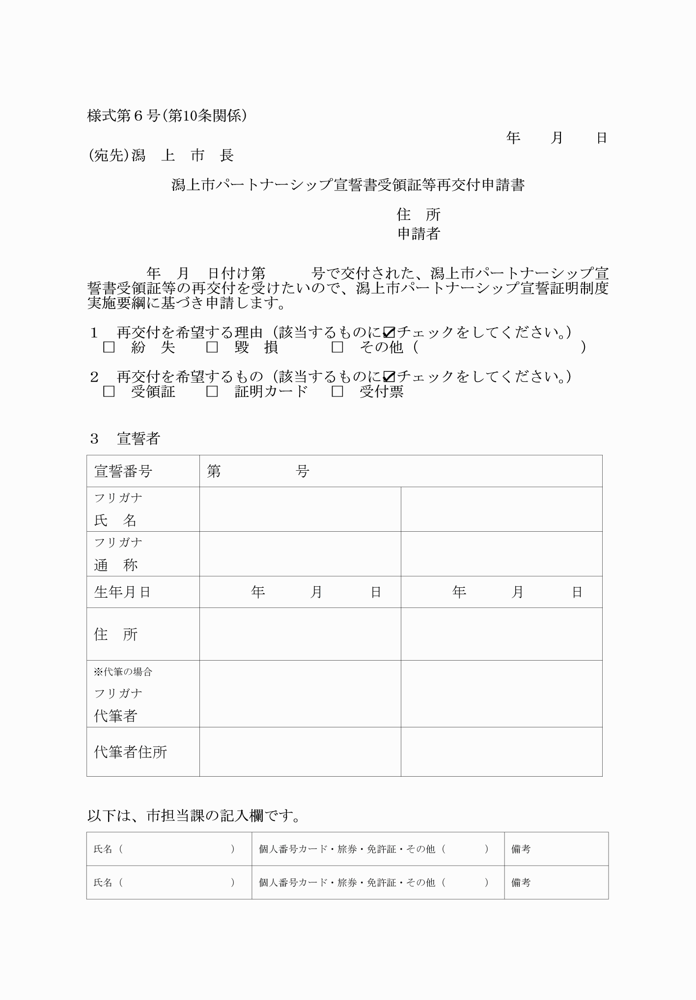 様式第６号(第10条関係)
年　　月　　日
(宛先)潟　上　市　長
潟上市パートナーシップ宣誓書受領証等再交付申請書
住　所
申請者
年　月　日付け第　　　号で交付された、潟上市パートナーシップ宣
誓書受領証等の再交付を受けたいので、潟上市パートナーシップ宣誓証明制度
実施要綱に基づき申請します。
１　再交付を希望する理由（該当するものに☑チェックをしてください。）
□　紛　失　　□　毀　損　　　□　その他（　　　　　　　　　　　）
２　再交付を希望するもの（該当するものに☑チェックをしてください。）
□　受領証　　□　証明カード　□　受付票
３　宣誓者
宣誓番号　第　　　　　号
フリガナ
氏　名
フリガナ
通　称
生年月日　年　　　月　　　日　年　　　月　　　日
住　所
※代筆の場合
フリガナ
代筆者
代筆者住所
以下は、市担当課の記入欄です。
氏名（　　　　　　　　　　　）　個人番号カード・旅券・免許証・その他（　　　　）　備考
氏名（　　　　　　　　　　　）　個人番号カード・旅券・免許証・その他（　　　　）　備考